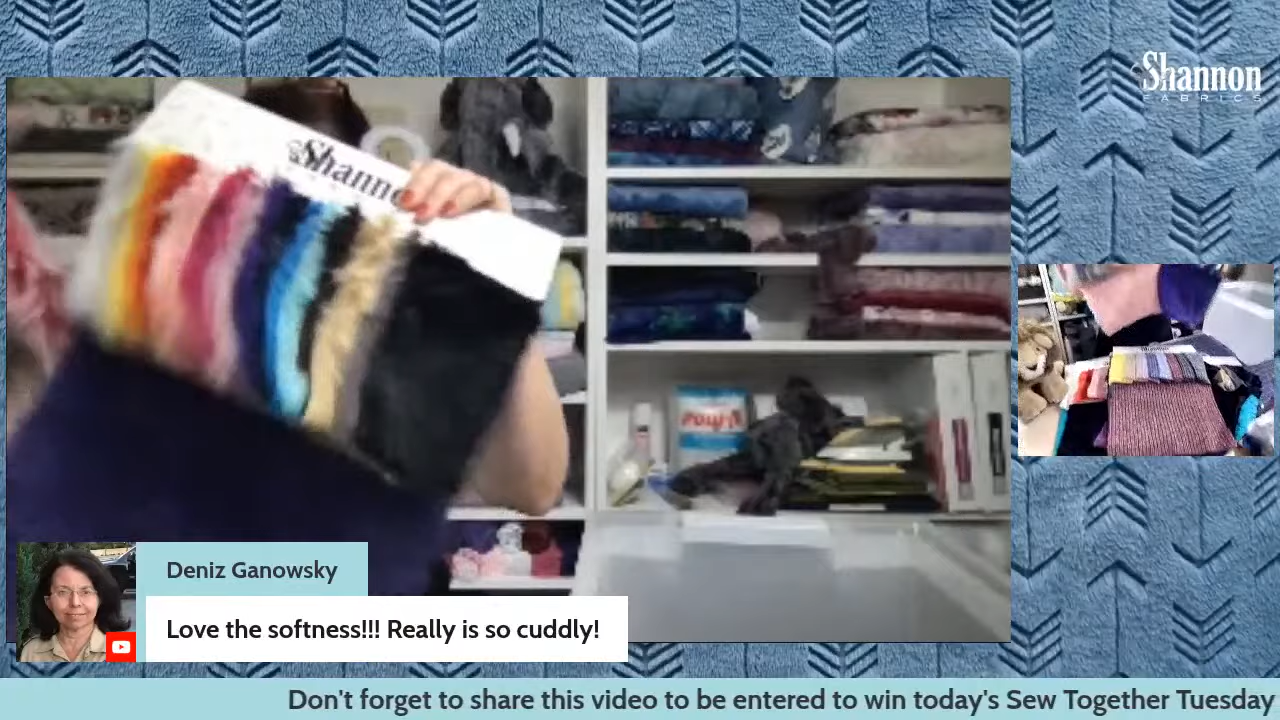 Shannon
FABRICS
Shanno
Deniz Ganowsky
Love the softness!!! Really is so cuddly!
Don't forget to share this video to be entered to win today's Sew Together Tuesday